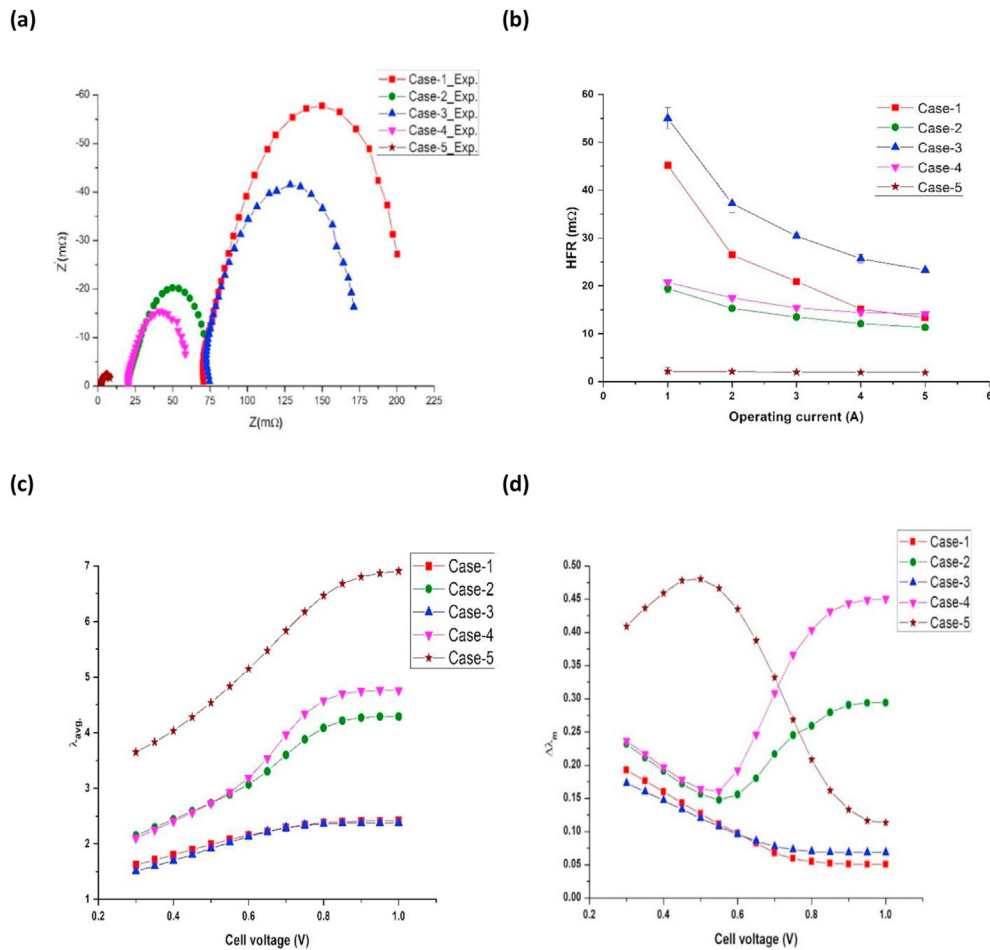 (a)
(b)
Case-1_Exp.
Case-2_Exp.
Case-3_Exp.
Case-4_Exp.
Case-5_Exp.
-60
-50
-40
-30
-20
-10
0
Z'(mΩ)
0 25 50 75 100 125 150 175 200 225
Z(mΩ)
Case-1
Case-2
Case-3
Case-4
Case-5
60
50
40
30
20
10
0
HFR (mΩ)
0 1 2 3 4 5 6
Operating current (A)
(c)
(d)
Case-1
Case-2
Case-3
Case-4
Case-5
7
6
5
4
3
2
1
λavg.
0.2 0.4 0.6 0.8 1.0
Cell voltage (V)
Case-1
Case-2
Case-3
Case-4
Case-5
0.50
0.45
0.40
0.35
0.30
0.25
0.20
0.15
0.10
0.05
0.00
Δλm
0.2 0.4 0.6 0.8 1.0
Cell voltage (V)